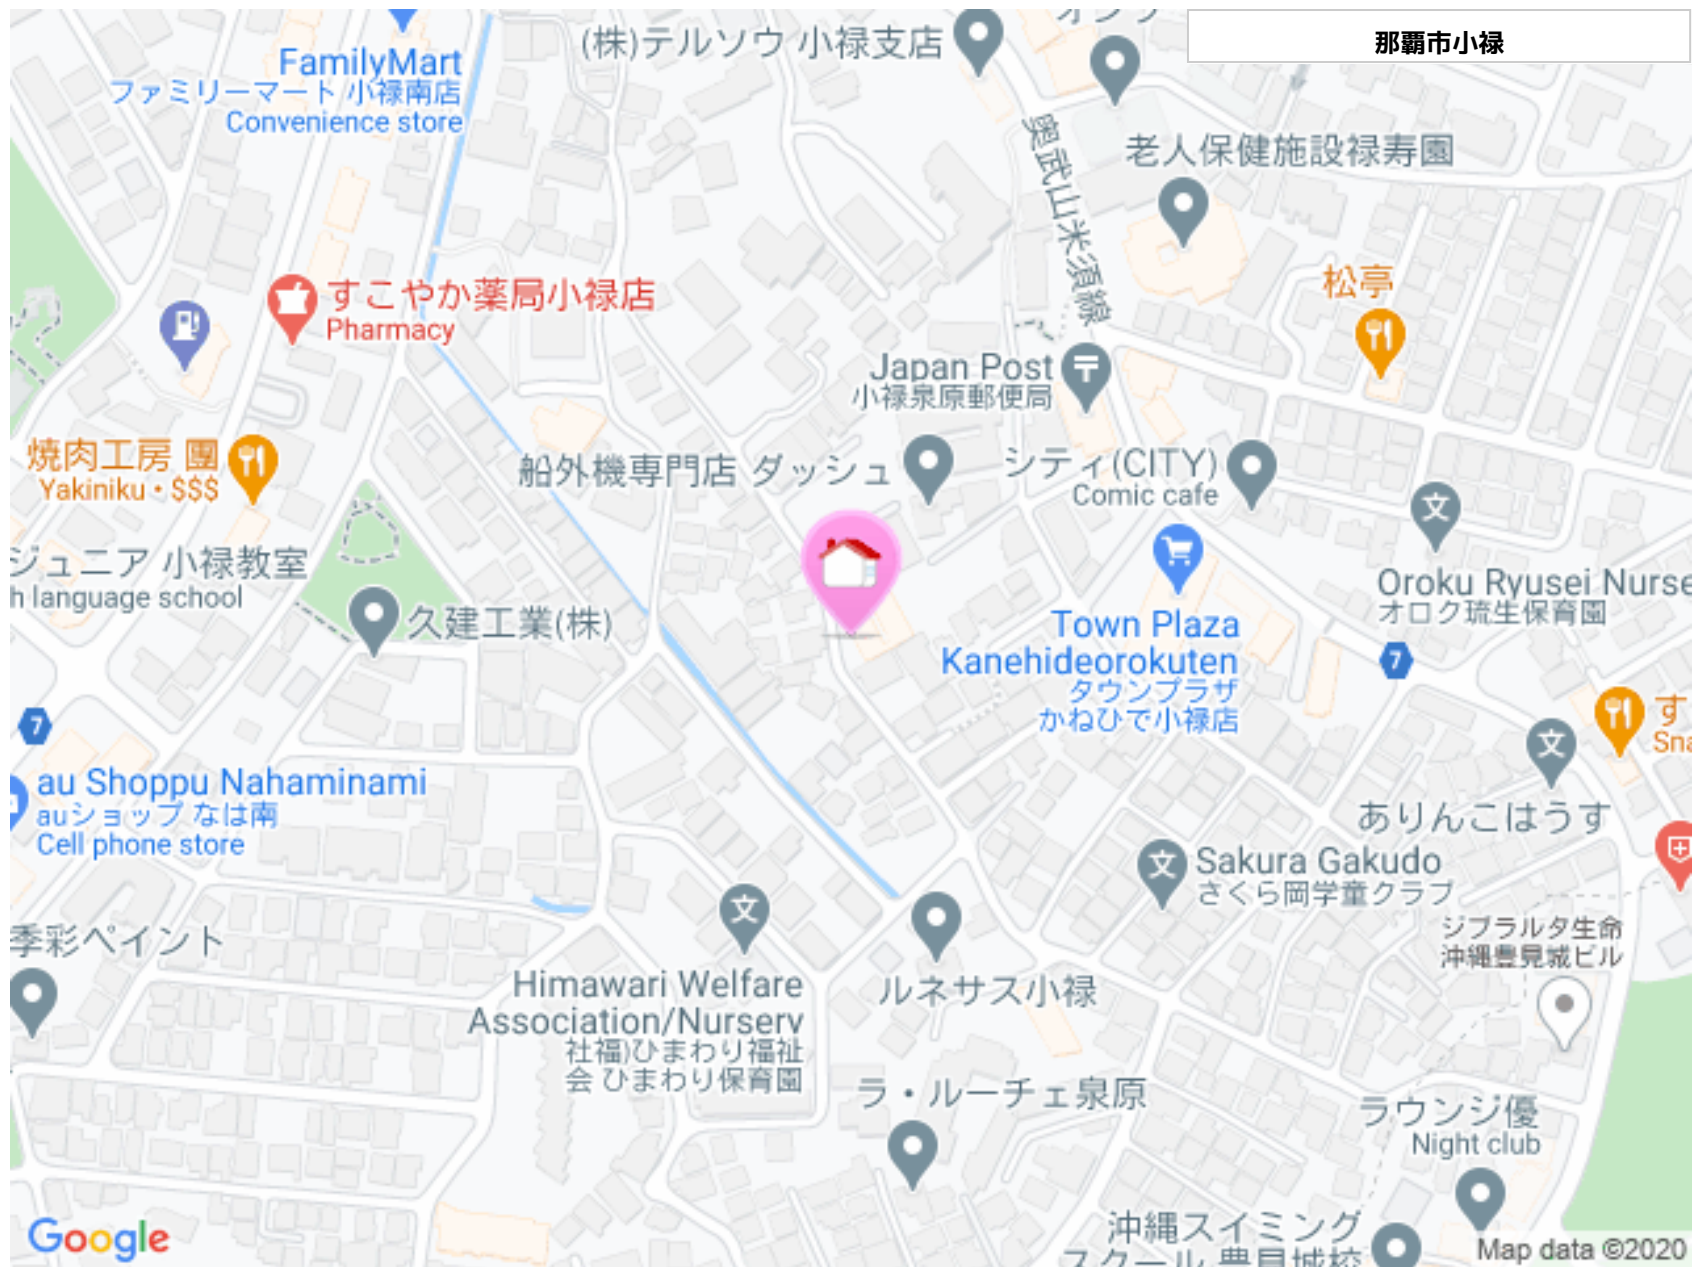 那覇市小禄
(株)テルソウ 小禄支店
FamilyMart
ファミリーマート 小禄南店
Convenience store
奥武山米須線
老人保健施設禄寿園
松亭
すこやか薬局小禄店
Pharmacy
Japan Post
小禄泉原郵便局
焼肉工房 團
Yakiniku・$$$
船外機専門店 ダッシュ
シティ(CITY)
Comic cafe
ジュニア 小禄教室
h language school
久建工業(株)
Oroku Ryusei Nurse
オロク琉生保育園
Town Plaza
Kanehideorokuten
タウンプラザ
かねひで小禄店
7
7
す
Sna
au Shoppu Nahaminami
auショップ なは南
Cell phone store
ありんこはうす
Sakura Gakudo
さくら岡学童クラブ
季彩ペイント
ジブラルタ生命
沖縄豊見城ビル
Himawari Welfare
Association/Nurserv
社福)ひまわり福祉
会 ひまわり保育園
ルネサス小禄
ラ・ルーチェ泉原
ラウンジ優
Night club
沖縄スイミング
スクール 豊見城校
Google
Map data ©2020